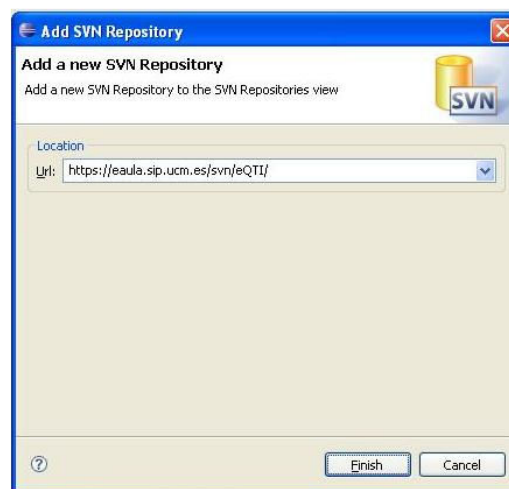 Add SVN Repository
Add a new SVN Repository
Add a new SVN Repository to the SVN Repositories view
SVN
Location
Url: https://eaula.sip.ucm.es/svn/eQTI/
?
Finish Cancel